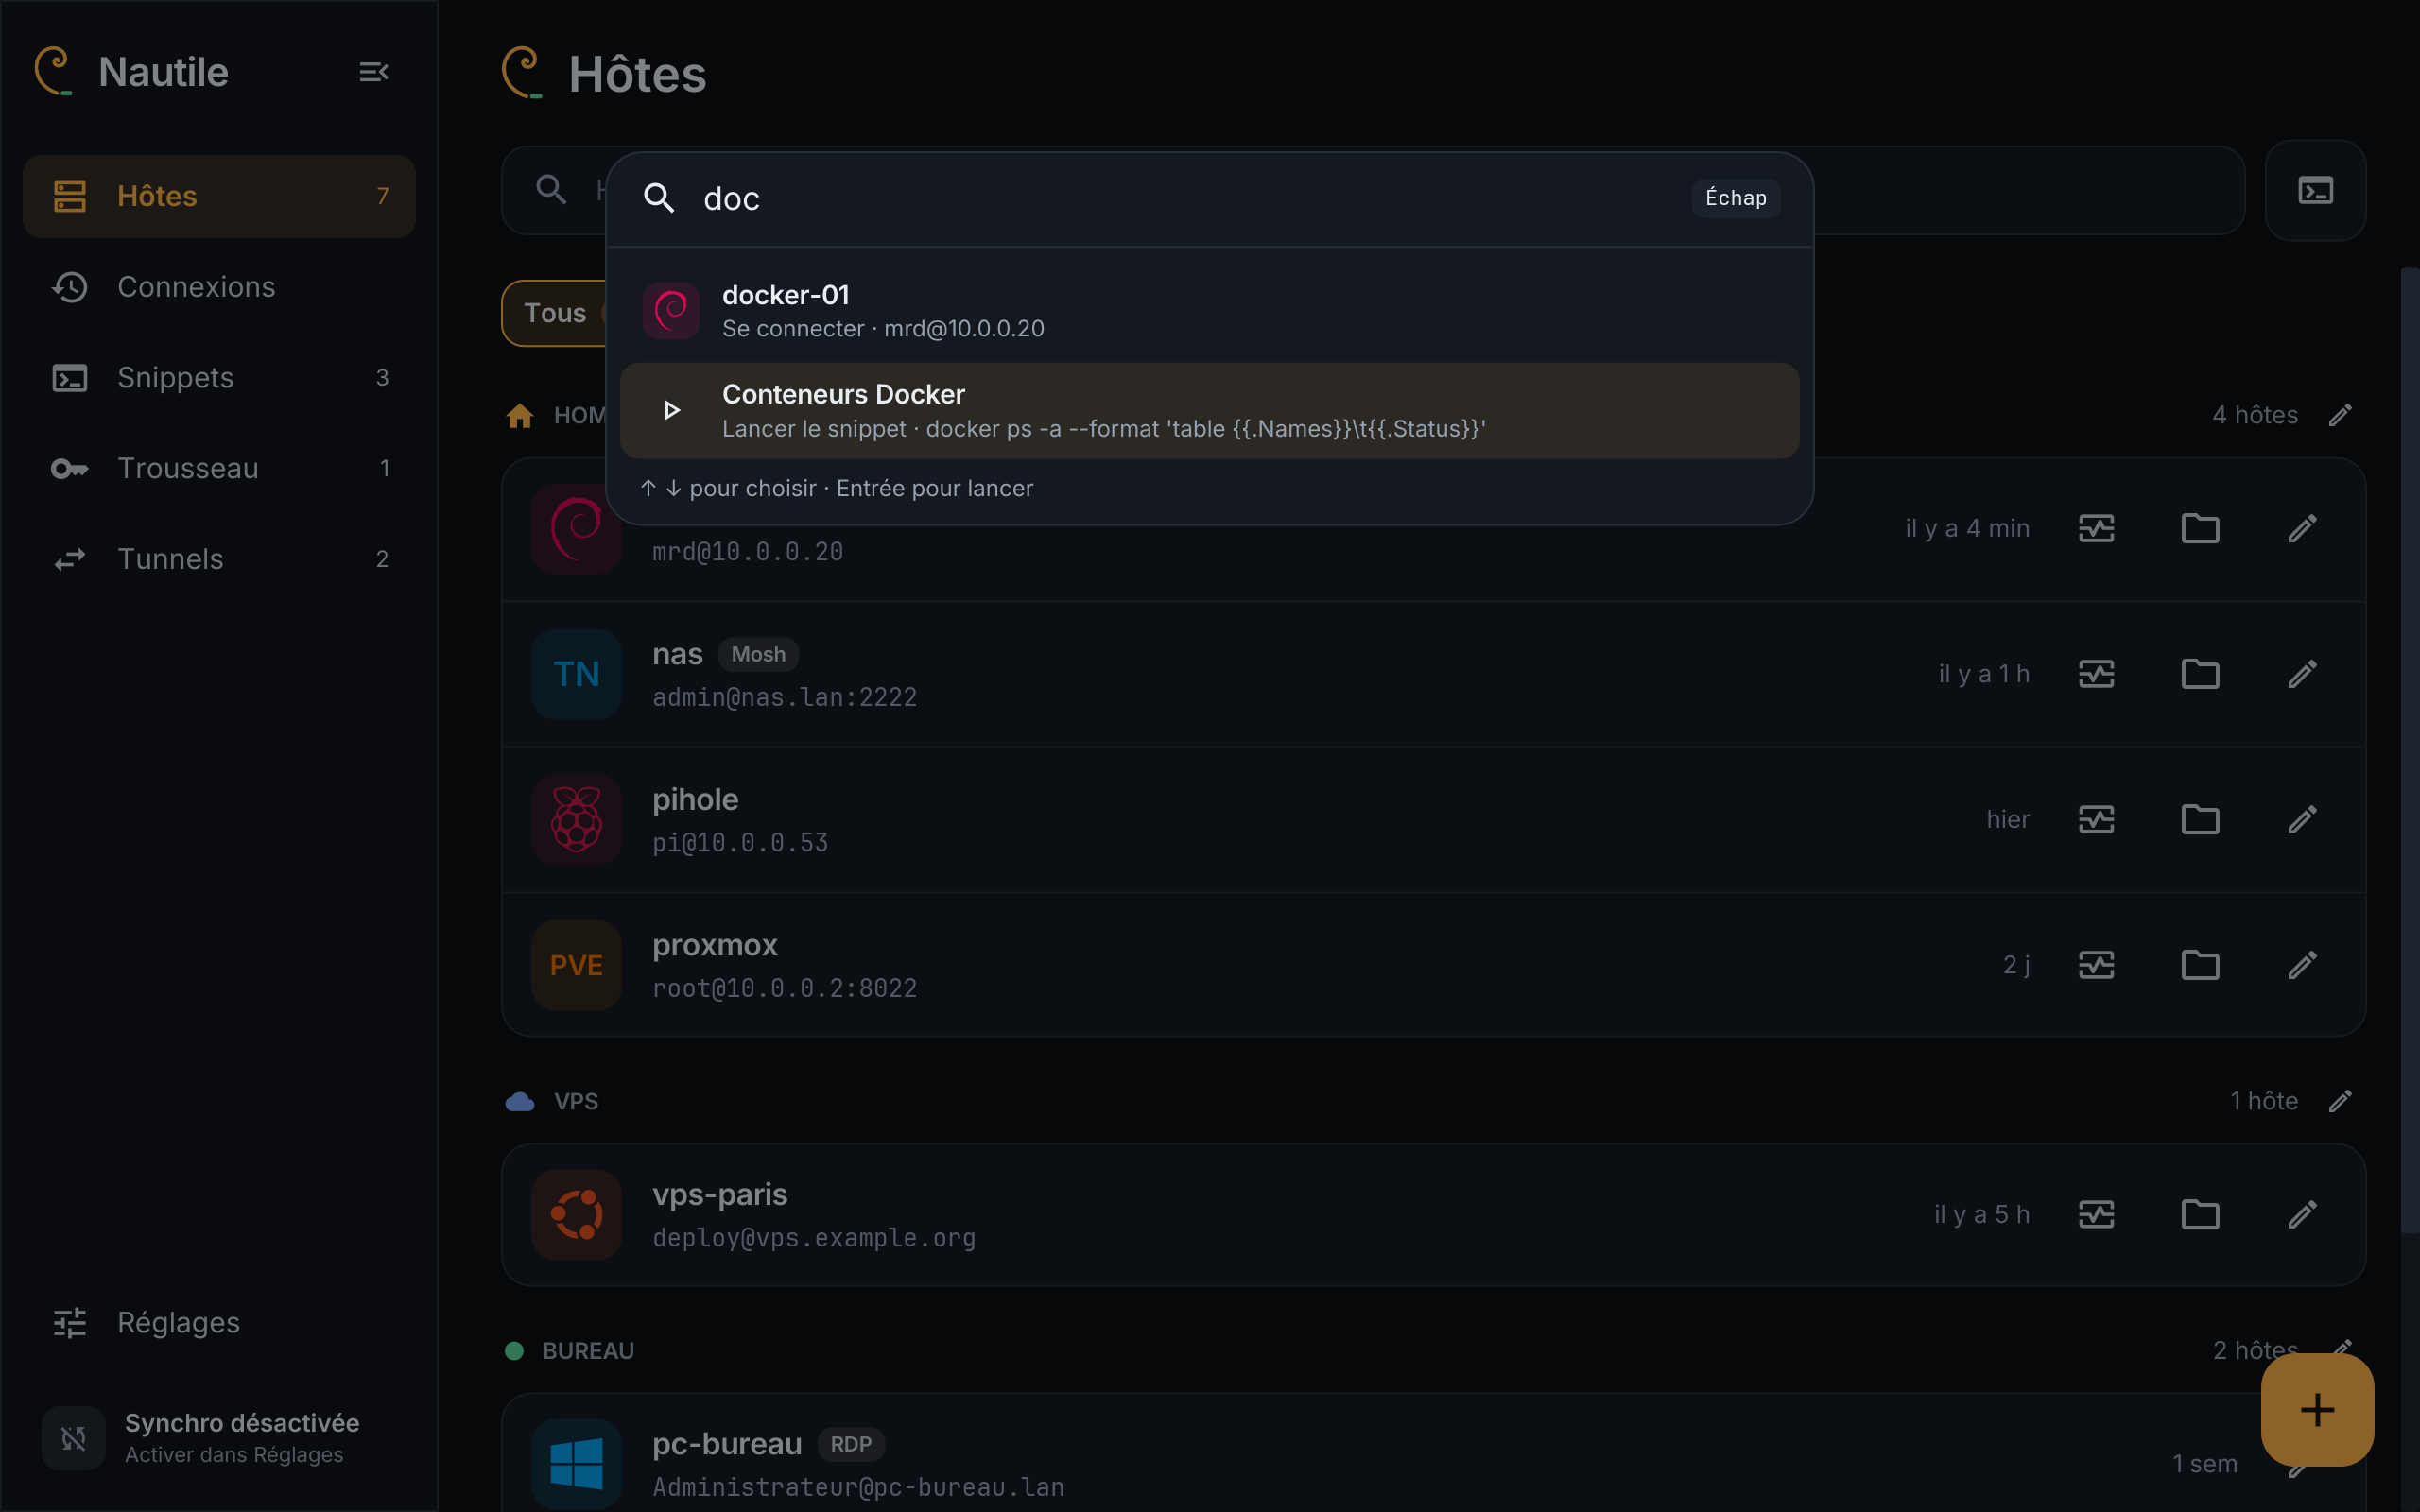 Nautile
Hôtes 7
Connexions
Snippets 3
Trousseau 1
Tunnels 2
Réglages
Synchro désactivée
Activer dans Réglages
Hôtes
doc Échap
docker-01
Se connecter · mrd@10.0.0.20
Conteneurs Docker
Lancer le snippet · docker ps -a --format 'table {{.Names}}\t{{.Status}}'
↑ ↓ pour choisir · Entrée pour lancer
Tous
4 hôtes
mrd@10.0.0.20
il y a 4 min
TN
nas Mosh
admin@nas.lan:2222
il y a 1 h
pihole
pi@10.0.0.53
hier
PVE
proxmox
root@10.0.0.2:8022
2 j
VPS 1 hôte
vps-paris
deploy@vps.example.org
il y a 5 h
BUREAU 2 hôtes
pc-bureau RDP
Administrateur@pc-bureau.lan
1 sem